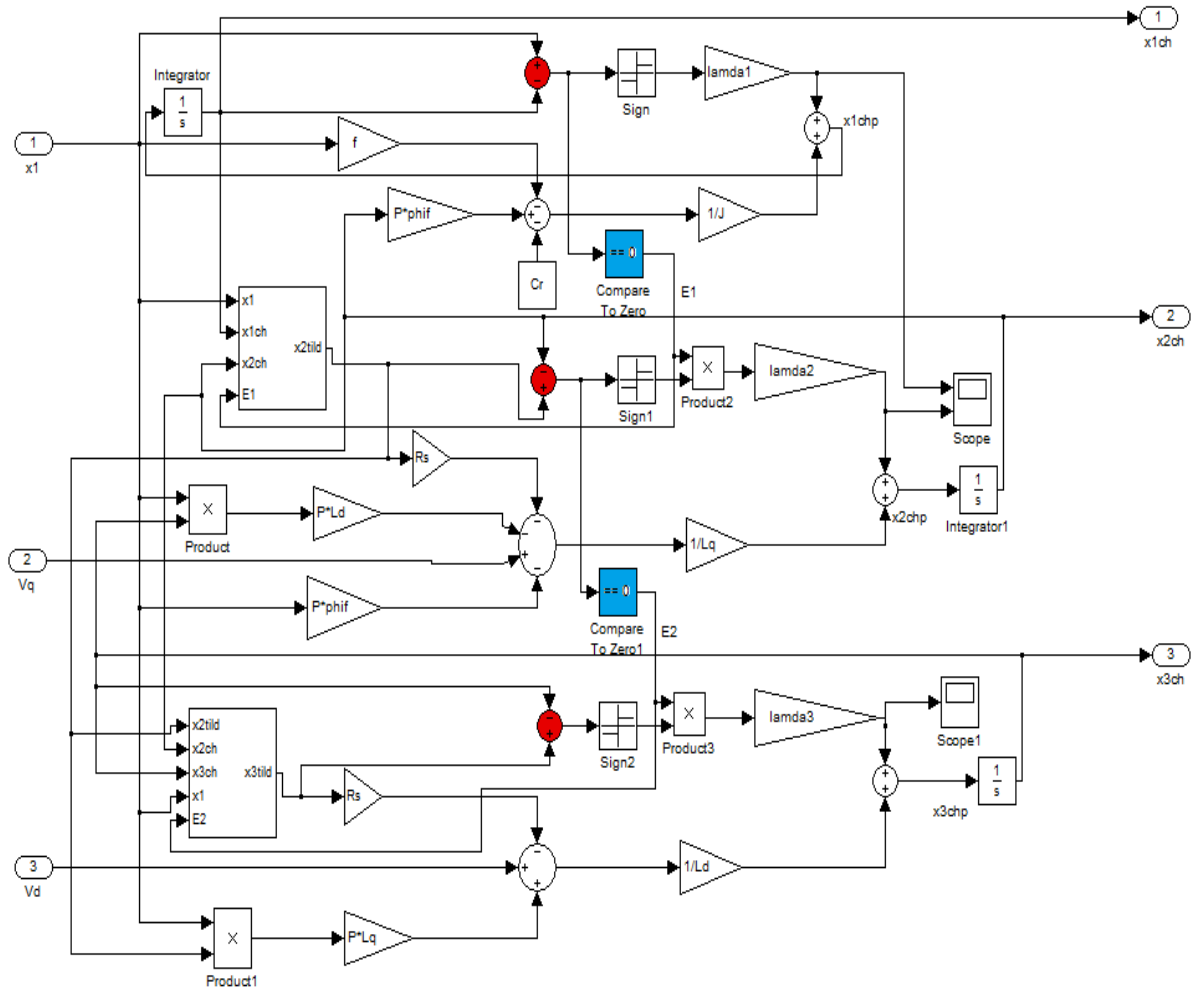 1
x1ch
Integrator
1
s
+
−
Sign
lamda1
x1chp
+
+
1
x1
f
P*phif
−
+
−
1/J
Cr
== 0
Compare
To Zero
E1
x1
x1ch
x2ch
E1
x2tild
2
x2ch
−
+
Sign1
X
Product2
lamda2
Scope
Rs
X
Product
P*Ld
−
−
+
−
1/Lq
+
+
x2chp
1
s
Integrator1
2
Vq
P*phif
== 0
Compare
To Zero1
E2
3
x3ch
x2tild
x2ch
x3ch
x1
E2
x3tild
−
+
Sign2
X
Product3
lamda3
Scope1
Rs
+
+
x3chp
1
s
3
Vd
−
+
+
1/Ld
X
Product1
P*Lq